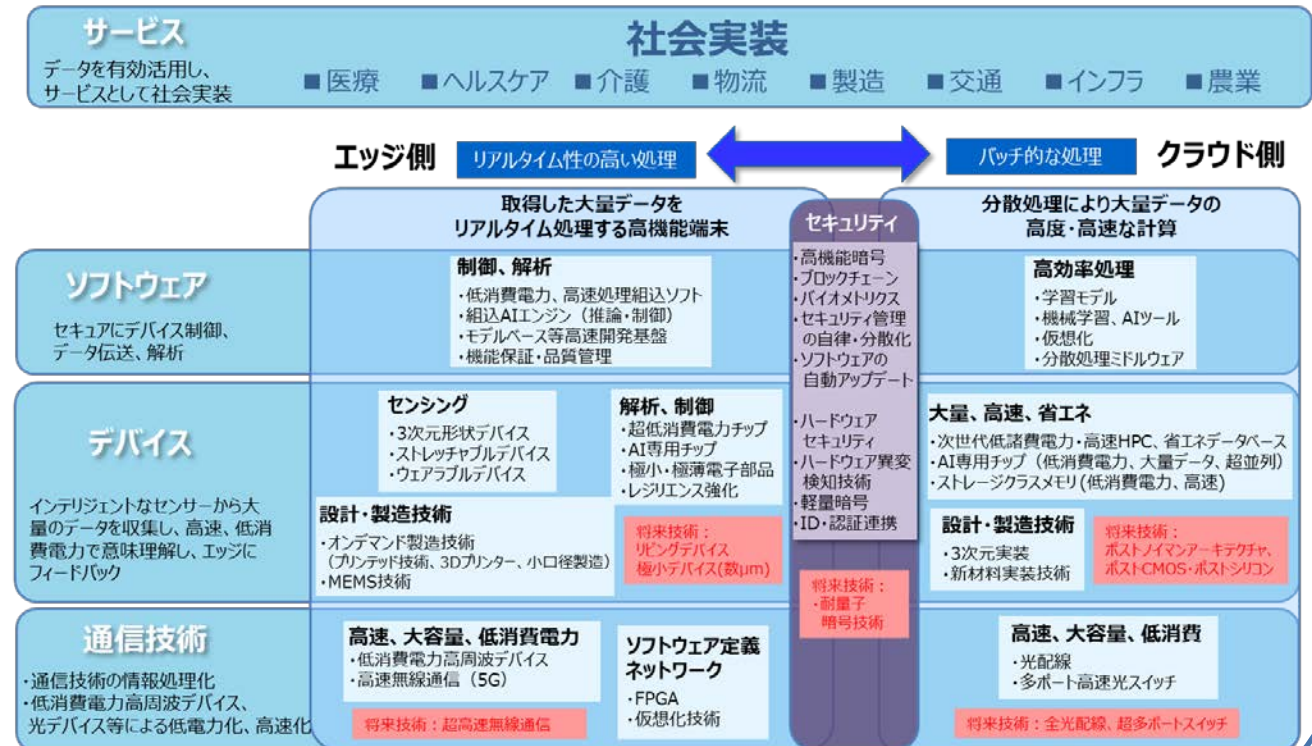 サービス
データを有効活用し、
サービスとして社会実装
社会実装
■医療 ■ヘルスケア ■介護 ■物流 ■製造 ■交通 ■インフラ ■農業
エッジ側
リアルタイム性の高い処理
バッチ的な処理
クラウド側
取得した大量データを
リアルタイム処理する高機能端末
分散処理により大量データの
高度・高速な計算
ソフトウェア
セキュアにデバイス制御、
データ伝送、解析
制御、解析
・低消費電力、高速処理組込ソフト
・組込AIエンジン（推論・制御）
・モデルベース等高速開発基盤
・機能保証・品質管理
セキュリティ
・高機能暗号
・ブロックチェーン
・バイオメトリクス
・セキュリティ管理
の自律・分散化
・ソフトウェアの
自動アップデート
・ハードウェア
セキュリティ
・ハードウェア異変
検知技術
・軽量暗号
・ID・認証連携
将来技術：
・耐量子
暗号技術
高効率処理
・学習モデル
・機械学習、AIツール
・仮想化
・分散処理ミドルウェア
デバイス
インテリジェントなセンサーから大
量のデータを収集し、高速、低消
費電力で意味理解し、エッジに
フィードバック
センシング
・3次元形状デバイス
・ストレッチャブルデバイス
・ウェアラブルデバイス
解析、制御
・超低消費電力チップ
・AI専用チップ
・極小・極薄電子部品
・レジリエンス強化
設計・製造技術
・オンデマンド製造技術
（プリンテッド技術、3Dプリンター、小口径製造）
・MEMS技術
将来技術：
リビングデバイス
極小デバイス(数μm)
大量、高速、省エネ
・次世代低諸費電力・高速HPC、省エネデータベース
・AI専用チップ（低消費電力、大量データ、超並列）
・ストレージクラスメモリ(低消費電力、高速)
設計・製造技術
・3次元実装
・新材料実装技術
将来技術：
ポストノイマンアーキテクチャ、
ポストCMOS・ポストシリコン
通信技術
・通信技術の情報処理化
・低消費電力高周波デバイス、
光デバイス等による低電力化、高速化
高速、大容量、低消費電力
・低消費電力高周波デバイス
・高速無線通信（5G）
将来技術：超高速無線通信
ソフトウェア定義
ネットワーク
・FPGA
・仮想化技術
高速、大容量、低消費
・光配線
・多ポート高速光スイッチ
将来技術：全光配線、超多ポートスイッチ